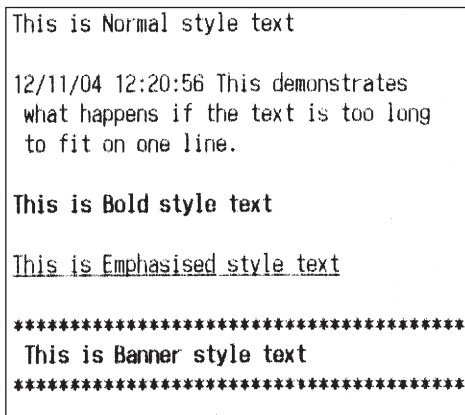 This is Normal style text
12/11/04 12:20:56 This demonstrates
what happens if the text is too long
to fit on one line.
This is Bold style text
This is Emphasised style text
****************************************
This is Banner style text
****************************************